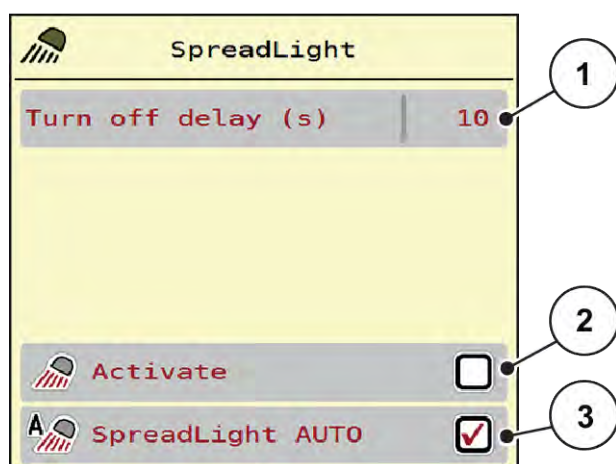 SpreadLight
1
Turn off delay (s) 10
2
Activate
3
A SpreadLight AUTO